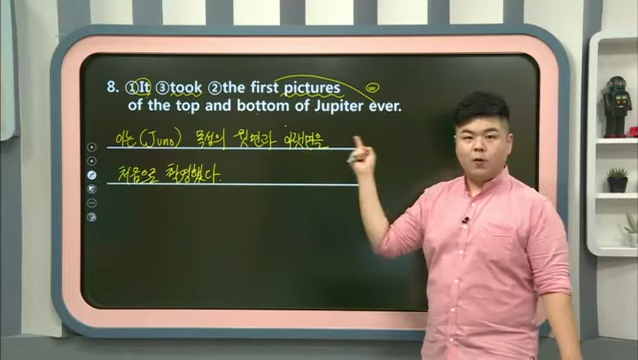 8. ①It ③took ②the first pictures
of the top and bottom of Jupiter ever.
이는(Juno) 목성의 윗면과 아랫면을
처음으로 촬영했다.